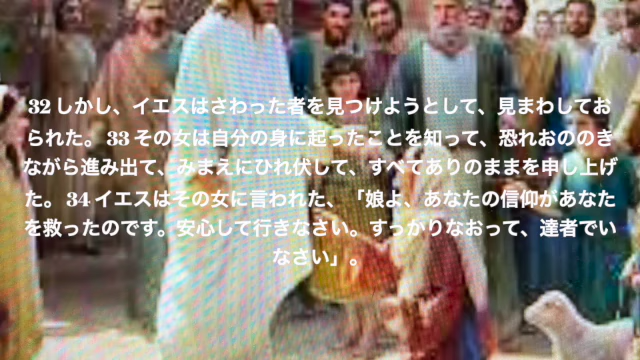 32 しかし、イエスはさわった者を見つけようとして、見まわしてお
られた。 33 その女は自分の身に起ったことを知って、恐れおののき
ながら進み出て、みまえにひれ伏して、すべてありのままを申し上げ
た。 34 イエスはその女に言われた、「娘よ、あなたの信仰があなた
を救ったのです。安心して行きなさい。すっかりなおって、達者でい
なさい」。